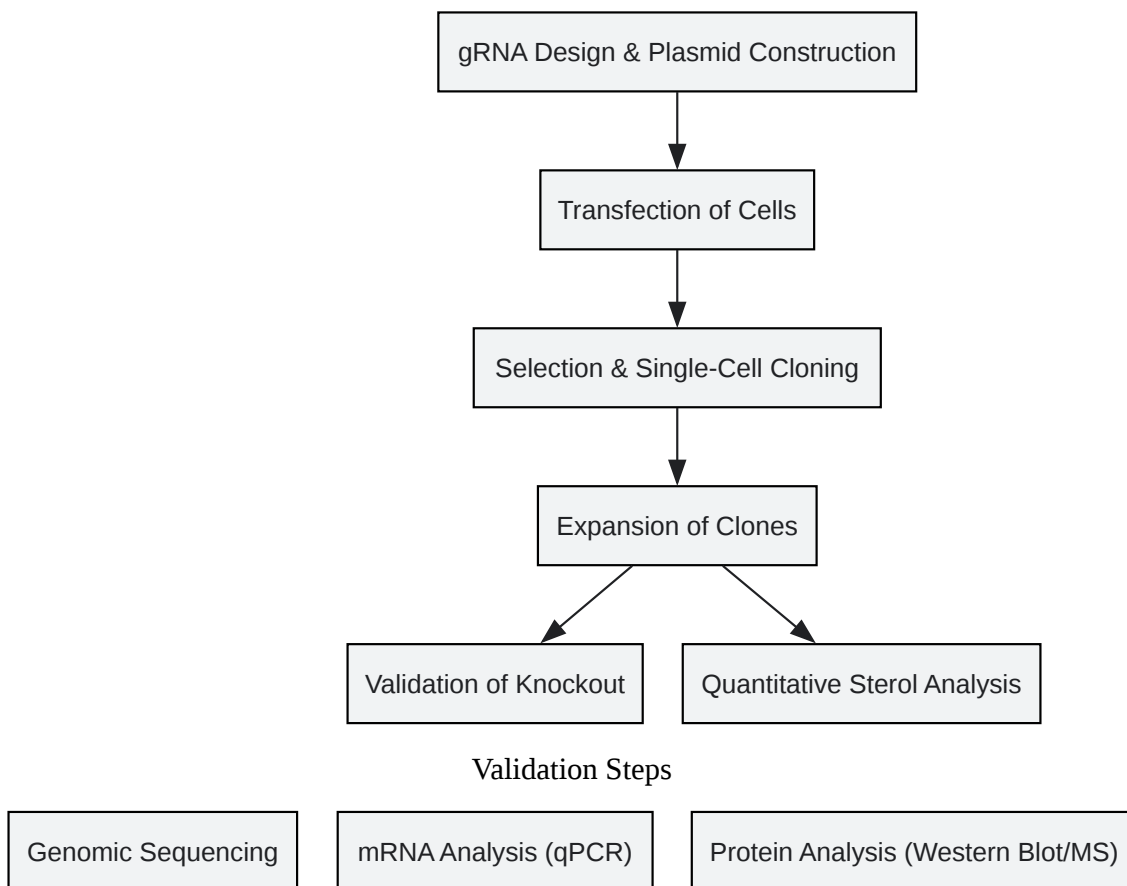 gRNA Design & Plasmid Construction
Transfection of Cells
Selection & Single-Cell Cloning
Expansion of Clones
Validation of Knockout
Quantitative Sterol Analysis
Validation Steps
Genomic Sequencing
mRNA Analysis (qPCR)
Protein Analysis (Western Blot/MS)